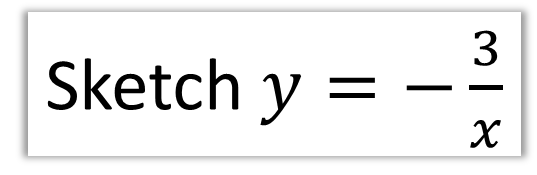 Sketch y = − 3/x